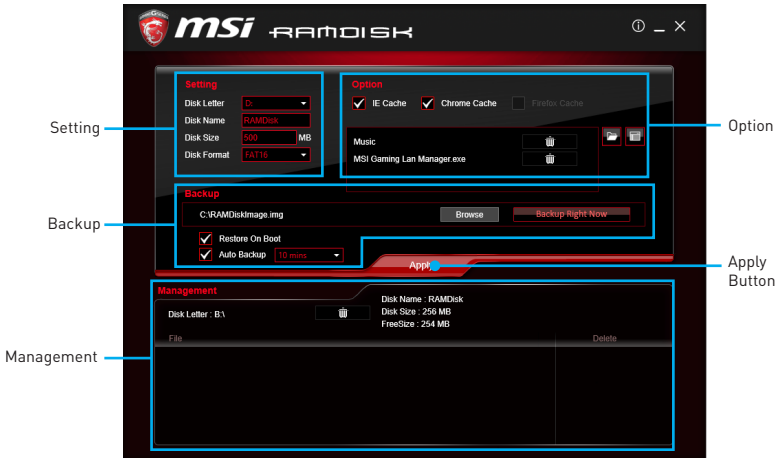 msi RAMDISK
Setting
Disk Letter D:
Disk Name RAMDisk
Disk Size 500 MB
Disk Format FAT16
Option
IE Cache Chrome Cache Firefox Cache
Music
MSI Gaming Lan Manager.exe
Backup
C:\RAMDiskImage.img Browse Backup Right Now
Restore On Boot
Auto Backup 10 mins
Apply
Management
Disk Letter : B:\
Disk Name : RAMDisk
Disk Size : 256 MB
FreeSize : 254 MB
File Delete
Setting
Backup
Management
Option
Apply
Button